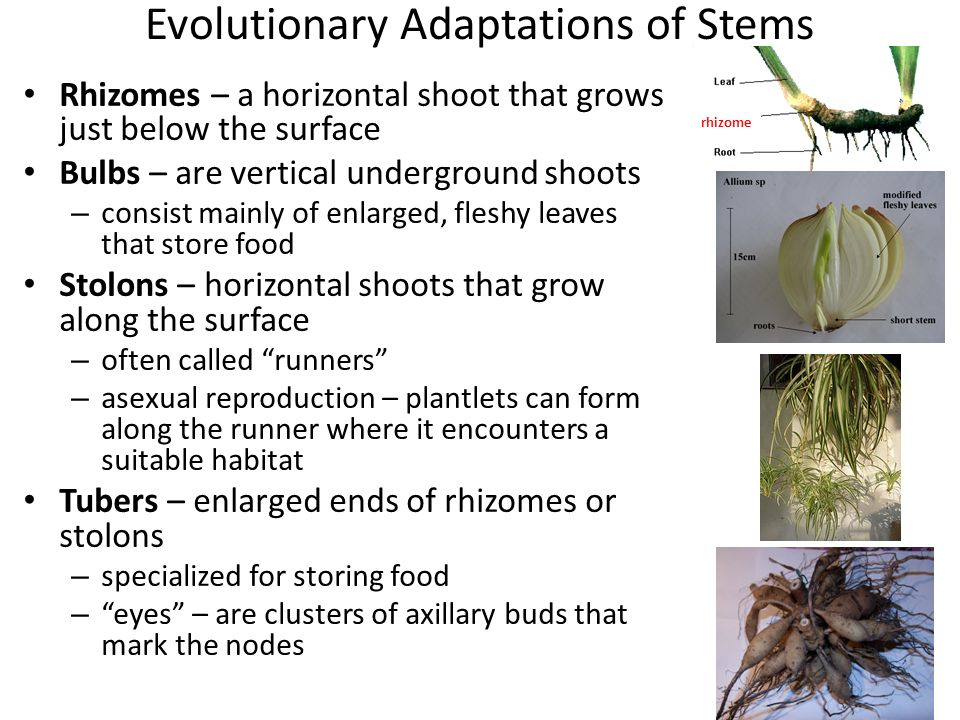 Evolutionary Adaptations of Stems
• Rhizomes – a horizontal shoot that grows
just below the surface
• Bulbs – are vertical underground shoots
– consist mainly of enlarged, fleshy leaves
that store food
• Stolons – horizontal shoots that grow
along the surface
– often called “runners”
– asexual reproduction – plantlets can form
along the runner where it encounters a
suitable habitat
• Tubers – enlarged ends of rhizomes or
stolons
– specialized for storing food
– “eyes” – are clusters of axillary buds that
mark the nodes
Leaf
rhizome
Root
Allium sp
modified
fleshy leaves
15cm
short stem
roots